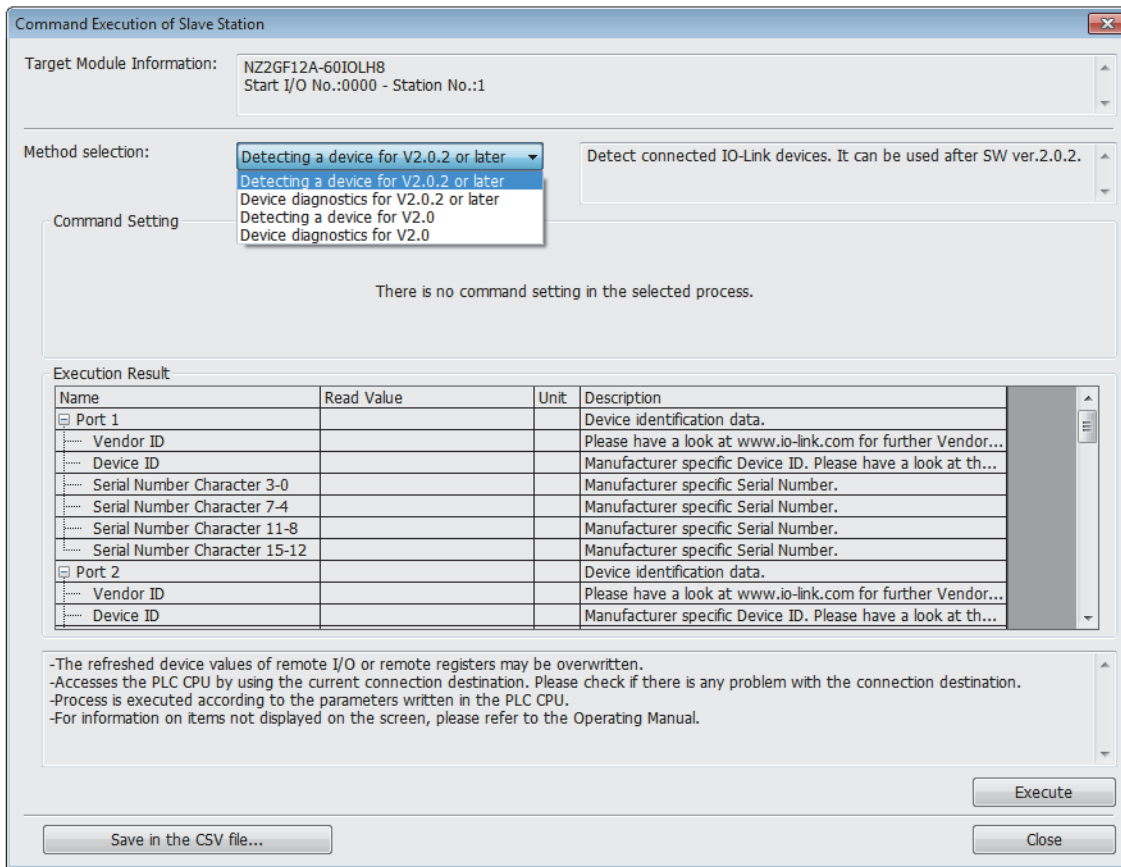 Command Execution of Slave Station
Target Module Information:
NZ2GF12A-60IOLH8
Start I/O No.:0000 - Station No.:1
Method selection:
Detecting a device for V2.0.2 or later
Detect connected IO-Link devices. It can be used after SW ver.2.0.2.
Detecting a device for V2.0.2 or later
Device diagnostics for V2.0.2 or later
Detecting a device for V2.0
Device diagnostics for V2.0
Command Setting
There is no command setting in the selected process.
Execution Result
Name Read Value Unit Description
Port 1 Device identification data.
Vendor ID Please have a look at www.io-link.com for further Vendor...
Device ID Manufacturer specific Device ID. Please have a look at th...
Serial Number Character 3-0 Manufacturer specific Serial Number.
Serial Number Character 7-4 Manufacturer specific Serial Number.
Serial Number Character 11-8 Manufacturer specific Serial Number.
Serial Number Character 15-12 Manufacturer specific Serial Number.
Port 2 Device identification data.
Vendor ID Please have a look at www.io-link.com for further Vendor...
Device ID Manufacturer specific Device ID. Please have a look at th...
-The refreshed device values of remote I/O or remote registers may be overwritten.
-Accesses the PLC CPU by using the current connection destination. Please check if there is any problem with the connection destination.
-Process is executed according to the parameters written in the PLC CPU.
-For information on items not displayed on the screen, please refer to the Operating Manual.
Execute
Save in the CSV file...
Close